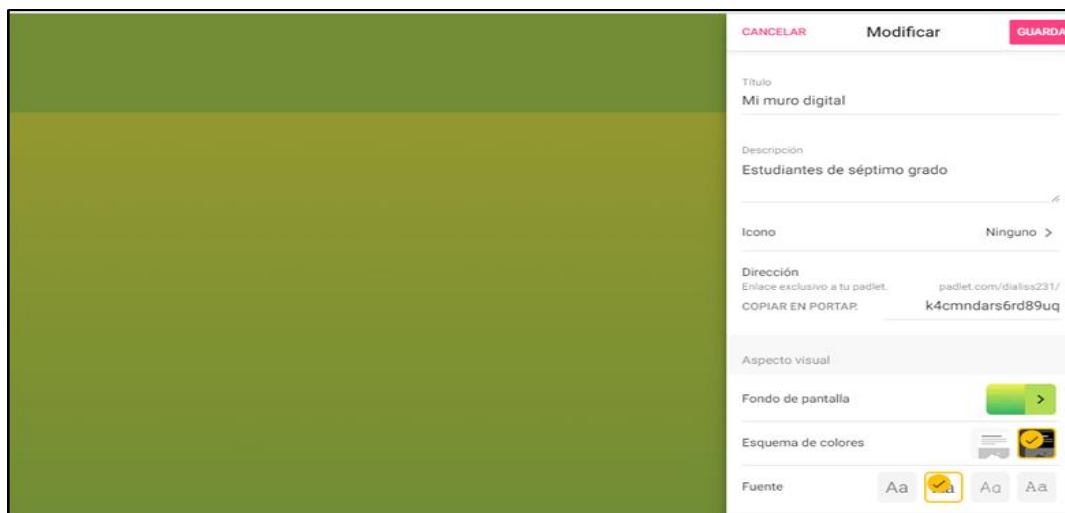 CANCELAR Modificar GUARDA
Título
Mi muro digital
Descripción
Estudiantes de séptimo grado
Icono Ninguno >
Dirección
Enlace exclusivo a tu padlet. padlet.com/dialiss231/
COPIAR EN PORTAP. k4cmndars6rd89uq
Aspecto visual
Fondo de pantalla >
Esquema de colores
Fuente Aa Aa Aa